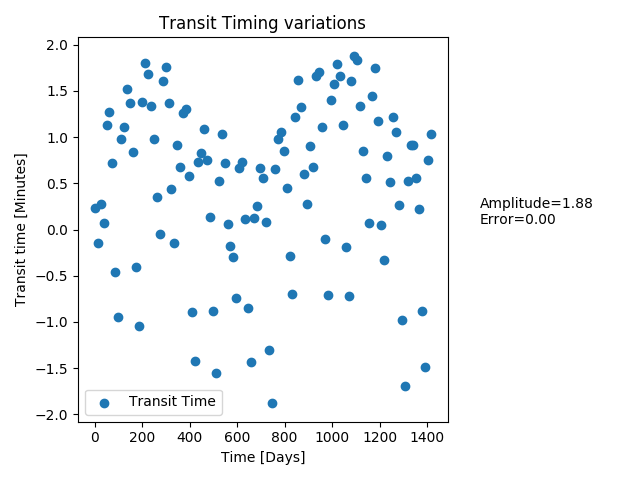 Transit Timing variations
2.0
1.5
1.0
0.5
0.0
−0.5
−1.0
−1.5
−2.0
Transit time [Minutes]
Transit Time
0
200
400
600
800
1000
1200
1400
Time [Days]
Amplitude=1.88
Error=0.00